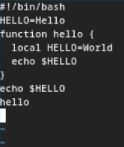 #!/bin/bash
HELLO=Hello
function hello {
  local HELLO=World
  echo $HELLO
}
echo $HELLO
hello
~
~